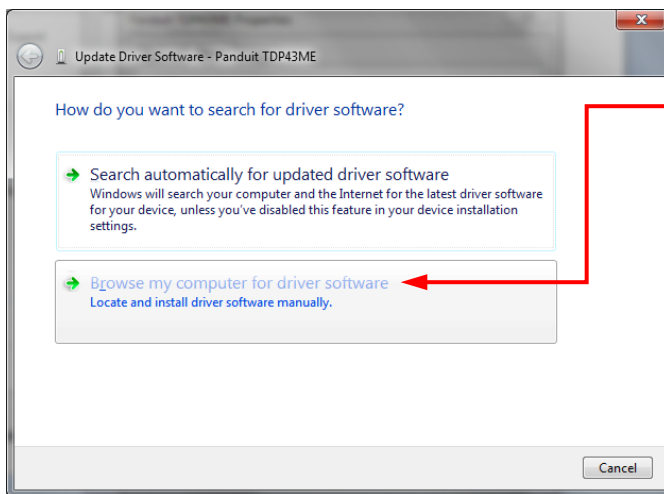 Update Driver Software - Panduit TDP43ME
How do you want to search for driver software?
Search automatically for updated driver software
Windows will search your computer and the Internet for the latest driver software
for your device, unless you've disabled this feature in your device installation
settings.
Browse my computer for driver software
Locate and install driver software manually.
Cancel